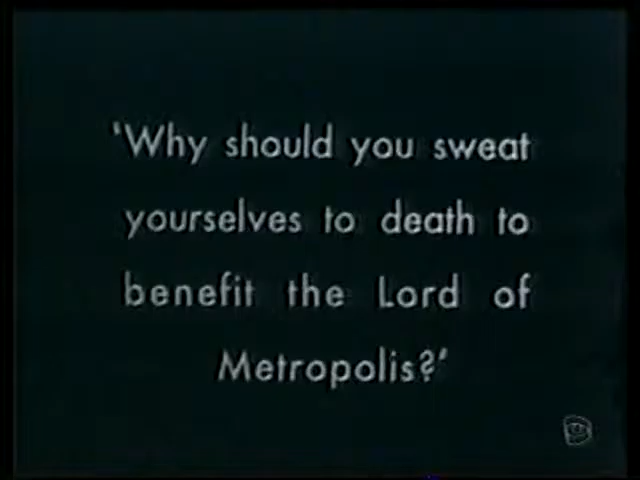 'Why should you sweat
yourselves to death to
benefit the Lord of
Metropolis?'